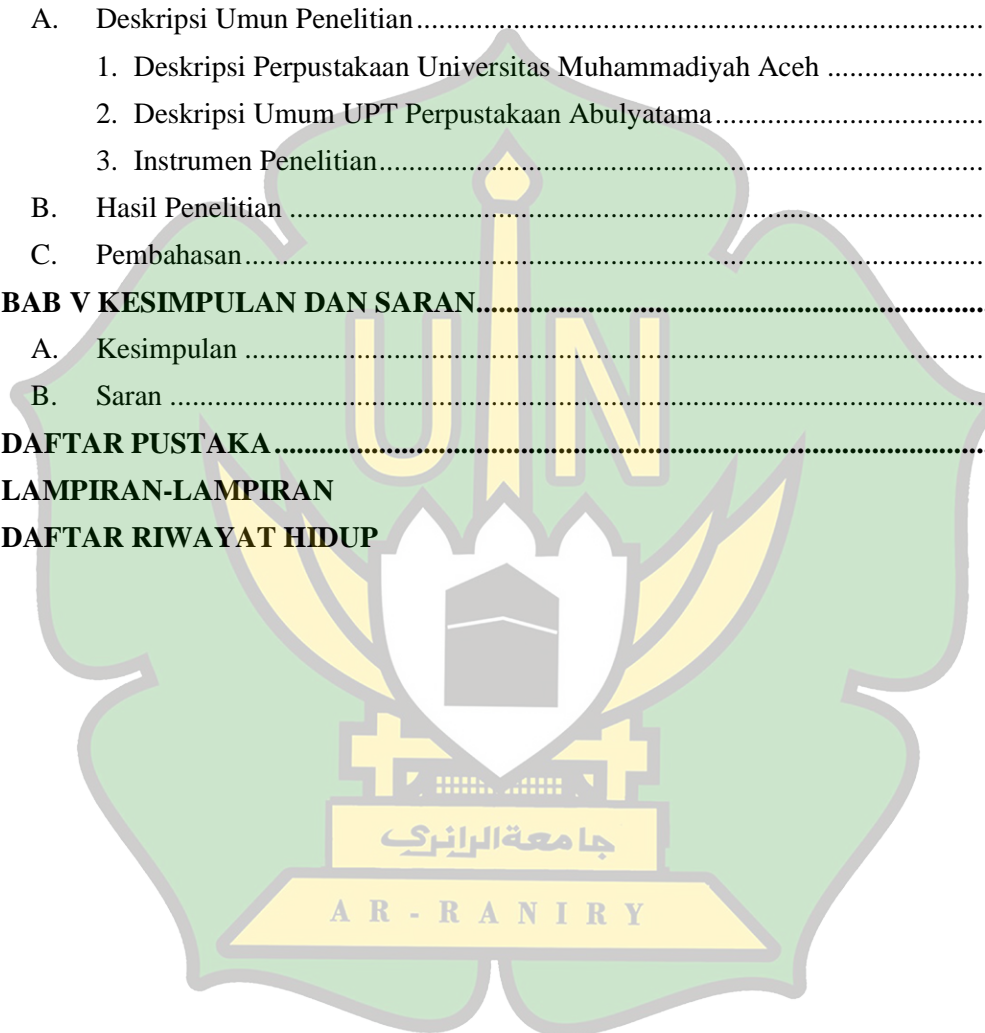 A. Deskripsi Umun Penelitian................................................................................
1. Deskripsi Perpustakaan Universitas Muhammadiyah Aceh .....................
2. Deskripsi Umum UPT Perpustakaan Abulyatama....................................
3. Instrumen Penelitian.................................................................................
B. Hasil Penelitian .................................................................................................
C. Pembahasan.......................................................................................................
BAB V KESIMPULAN DAN SARAN....................................................................
A. Kesimpulan .......................................................................................................
B. Saran .................................................................................................................
DAFTAR PUSTAKA ...............................................................................................
LAMPIRAN-LAMPIRAN
DAFTAR RIWAYAT HIDUP
UIN
جامعة الرانري
AR-RANIRY